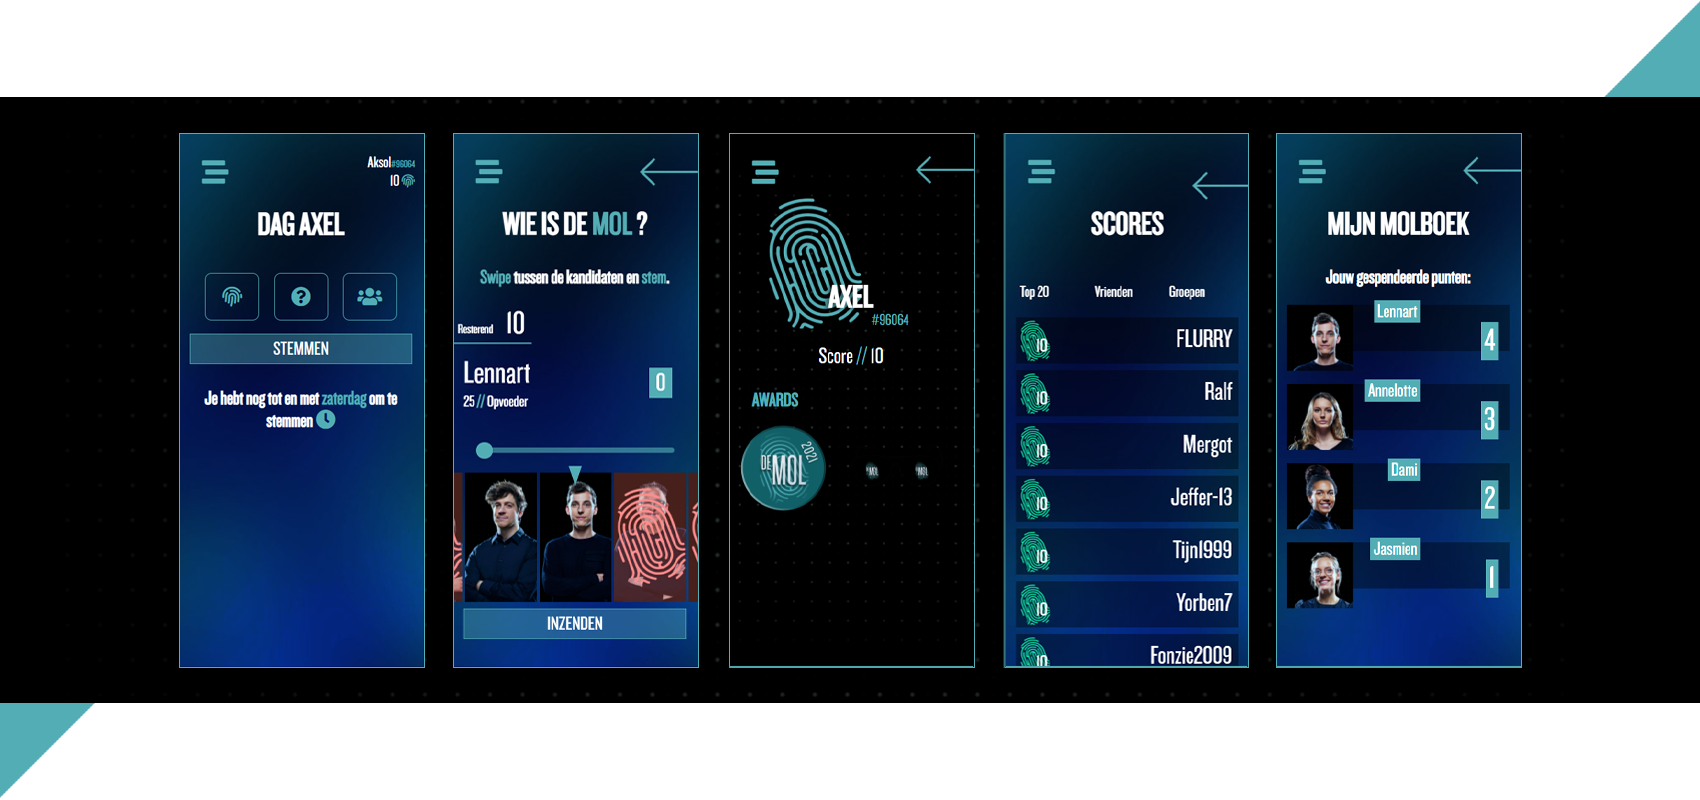 Aksol#96064
10
DAG AXEL
STEMMEN
Je hebt nog tot en met zaterdag om te
stemmen
WIE IS DE MOL ?
Swipe tussen de kandidaten en stem.
Resterend 10
Lennart
0
25 // Opvoeder
INZENDEN
AXEL
#96064
Score // 10
AWARDS
DE MOL 2021
MOL
MOL
SCORES
Top 20 Vrienden Groepen
10 FLURRY
10 Ralf
10 Mergot
10 Jeffer-13
10 Tijn1999
10 Yorben7
10 Fonzie2009
MIJN MOLBOEK
Jouw gespendeerde punten:
Lennart
4
Annelotte
3
Dami
2
Jasmien
1